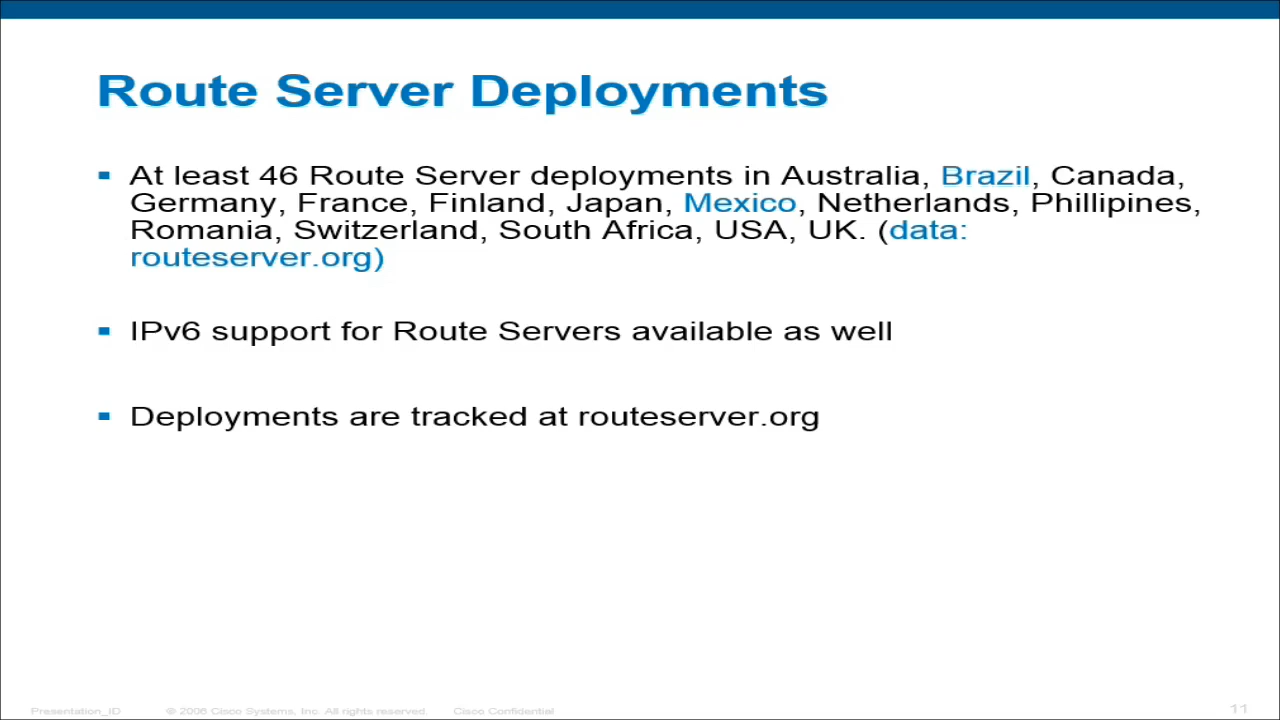 Route Server Deployments
At least 46 Route Server deployments in Australia, Brazil, Canada,
Germany, France, Finland, Japan, Mexico, Netherlands, Phillipines,
Romania, Switzerland, South Africa, USA, UK. (data:
routeserver.org)
IPv6 support for Route Servers available as well
Deployments are tracked at routeserver.org
Presentation_ID © 2006 Cisco Systems, Inc. All rights reserved. Cisco Confidential 11